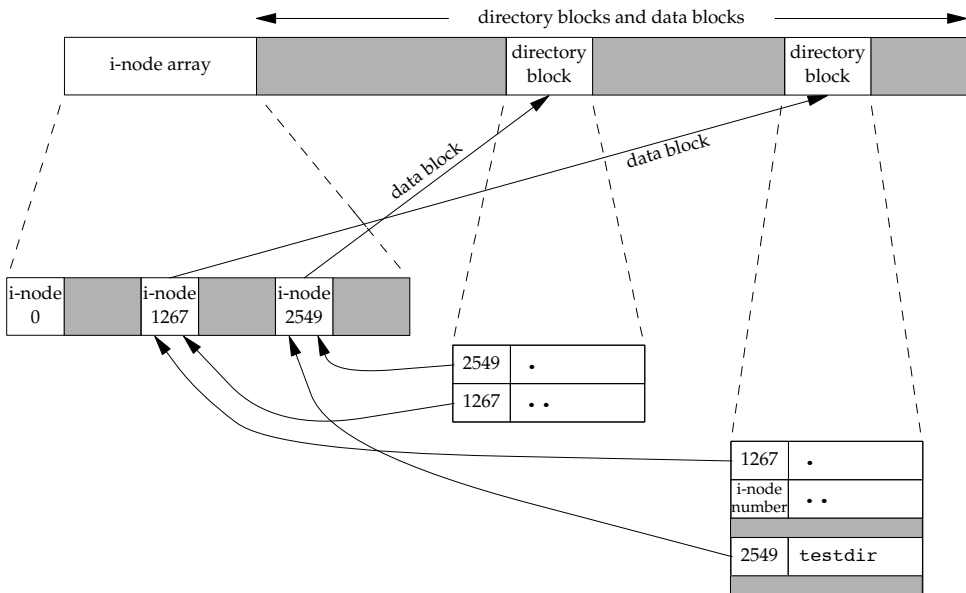 directory blocks and data blocks
i-node array
directory
block
directory
block
data block
data block
i-node
0
i-node
1267
i-node
2549
2549 .
1267 ..
1267 .
i-node
number ..
2549 testdir